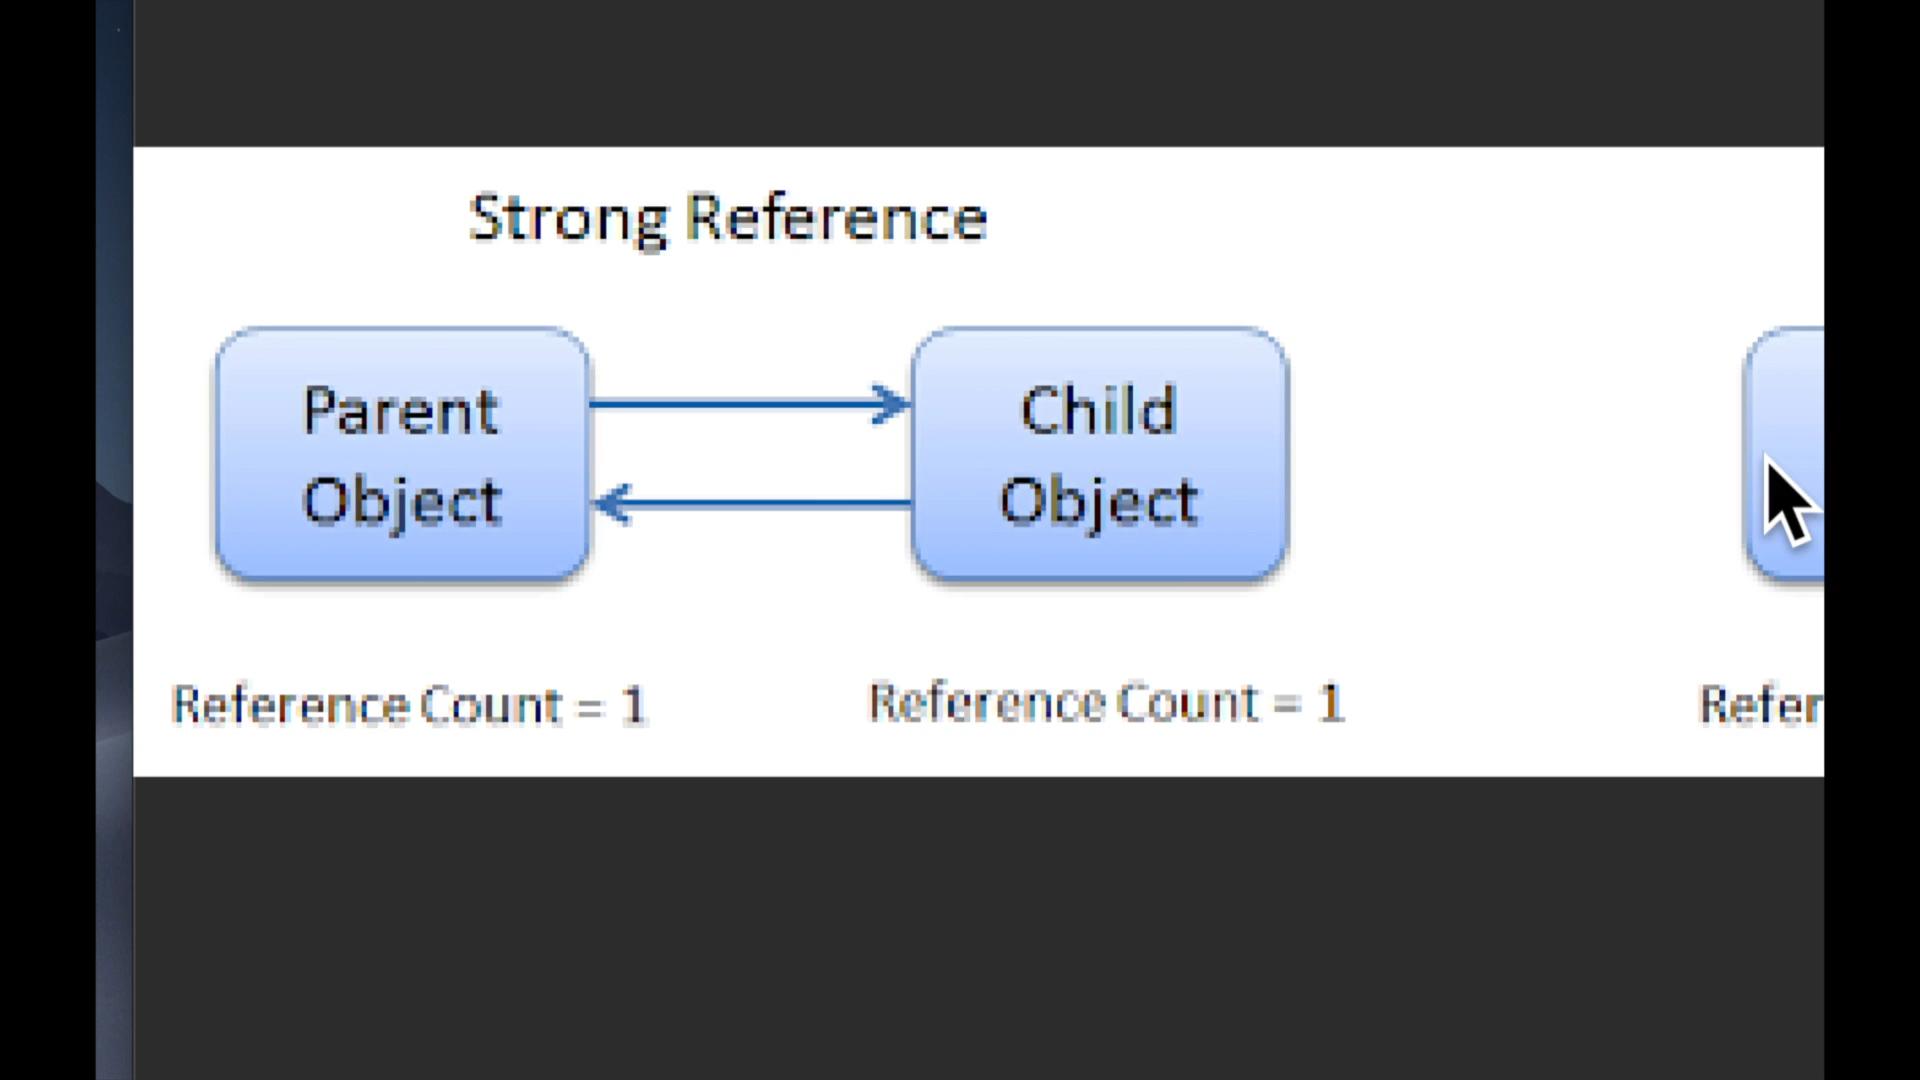 Strong Reference
Parent
Object
Child
Object
Reference Count = 1
Reference Count = 1
Refer